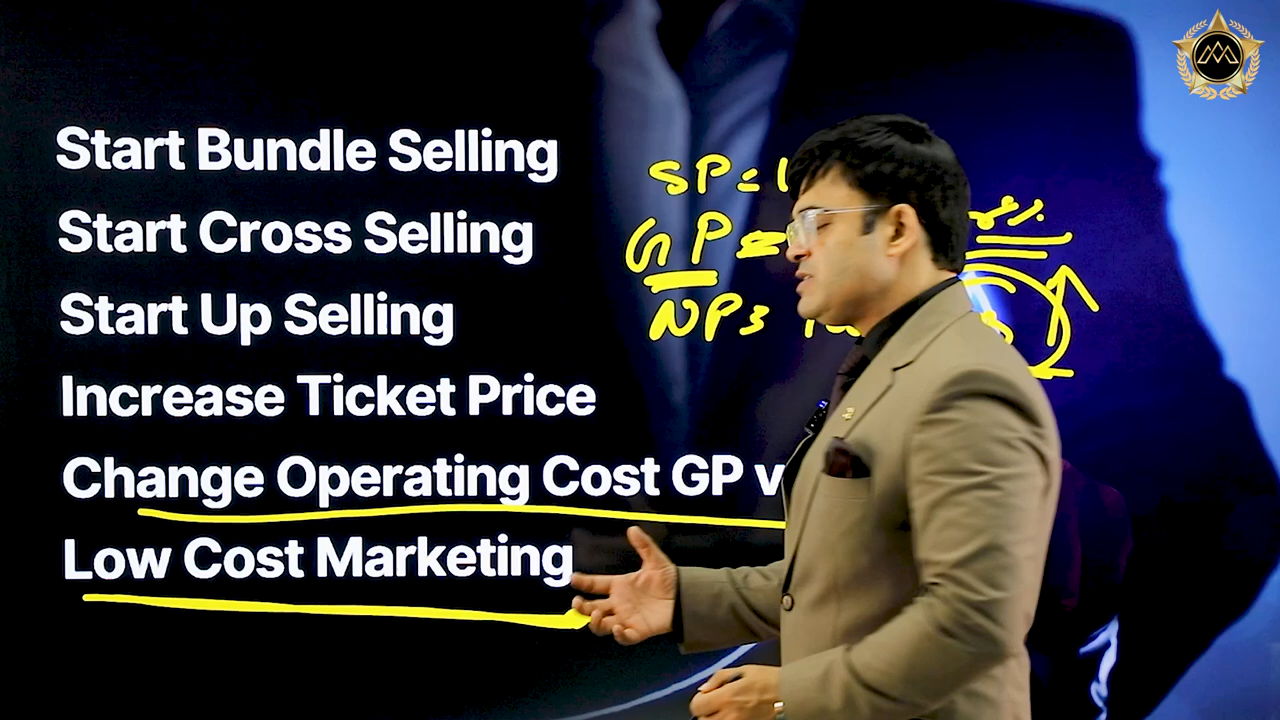 Start Bundle Selling
Start Cross Selling
Start Up Selling
Increase Ticket Price
Change Operating Cost GP v
Low Cost Marketing
SP =
GP =
NP